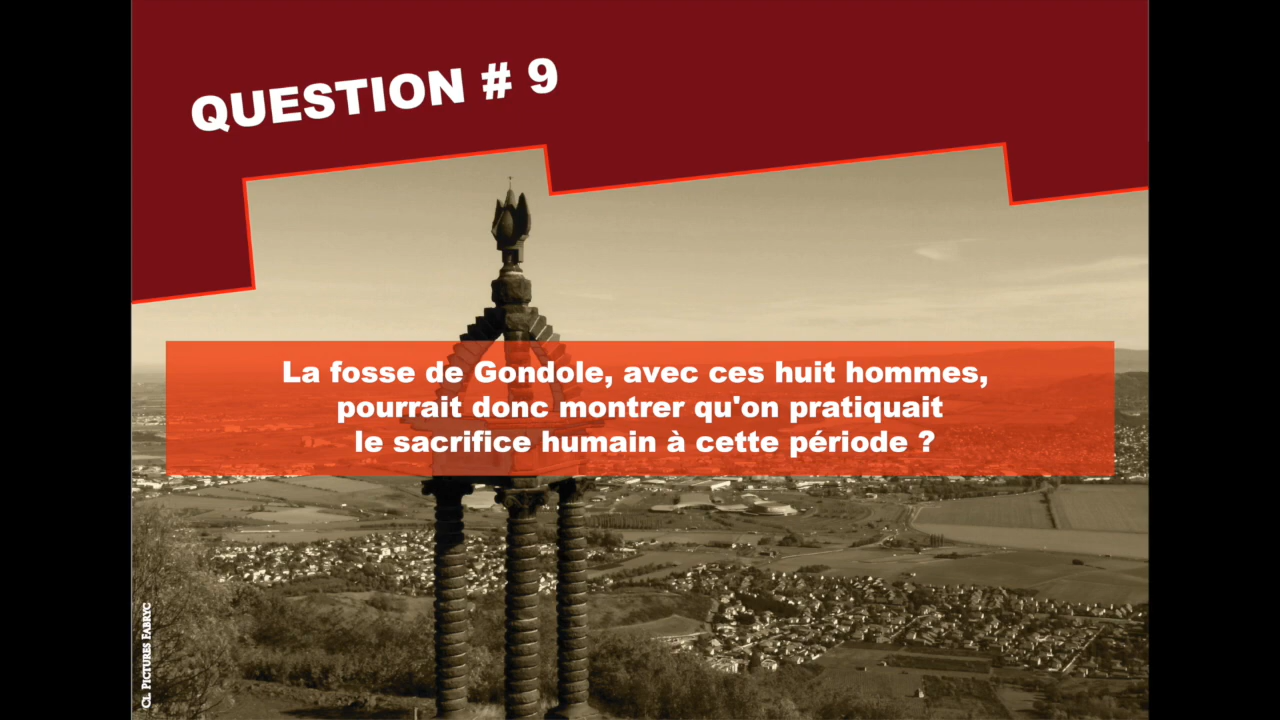 QUESTION # 9
La fosse de Gondole, avec ces huit hommes,
pourrait donc montrer qu'on pratiquait
le sacrifice humain à cette période ?
CL. PICTURES FABRYC